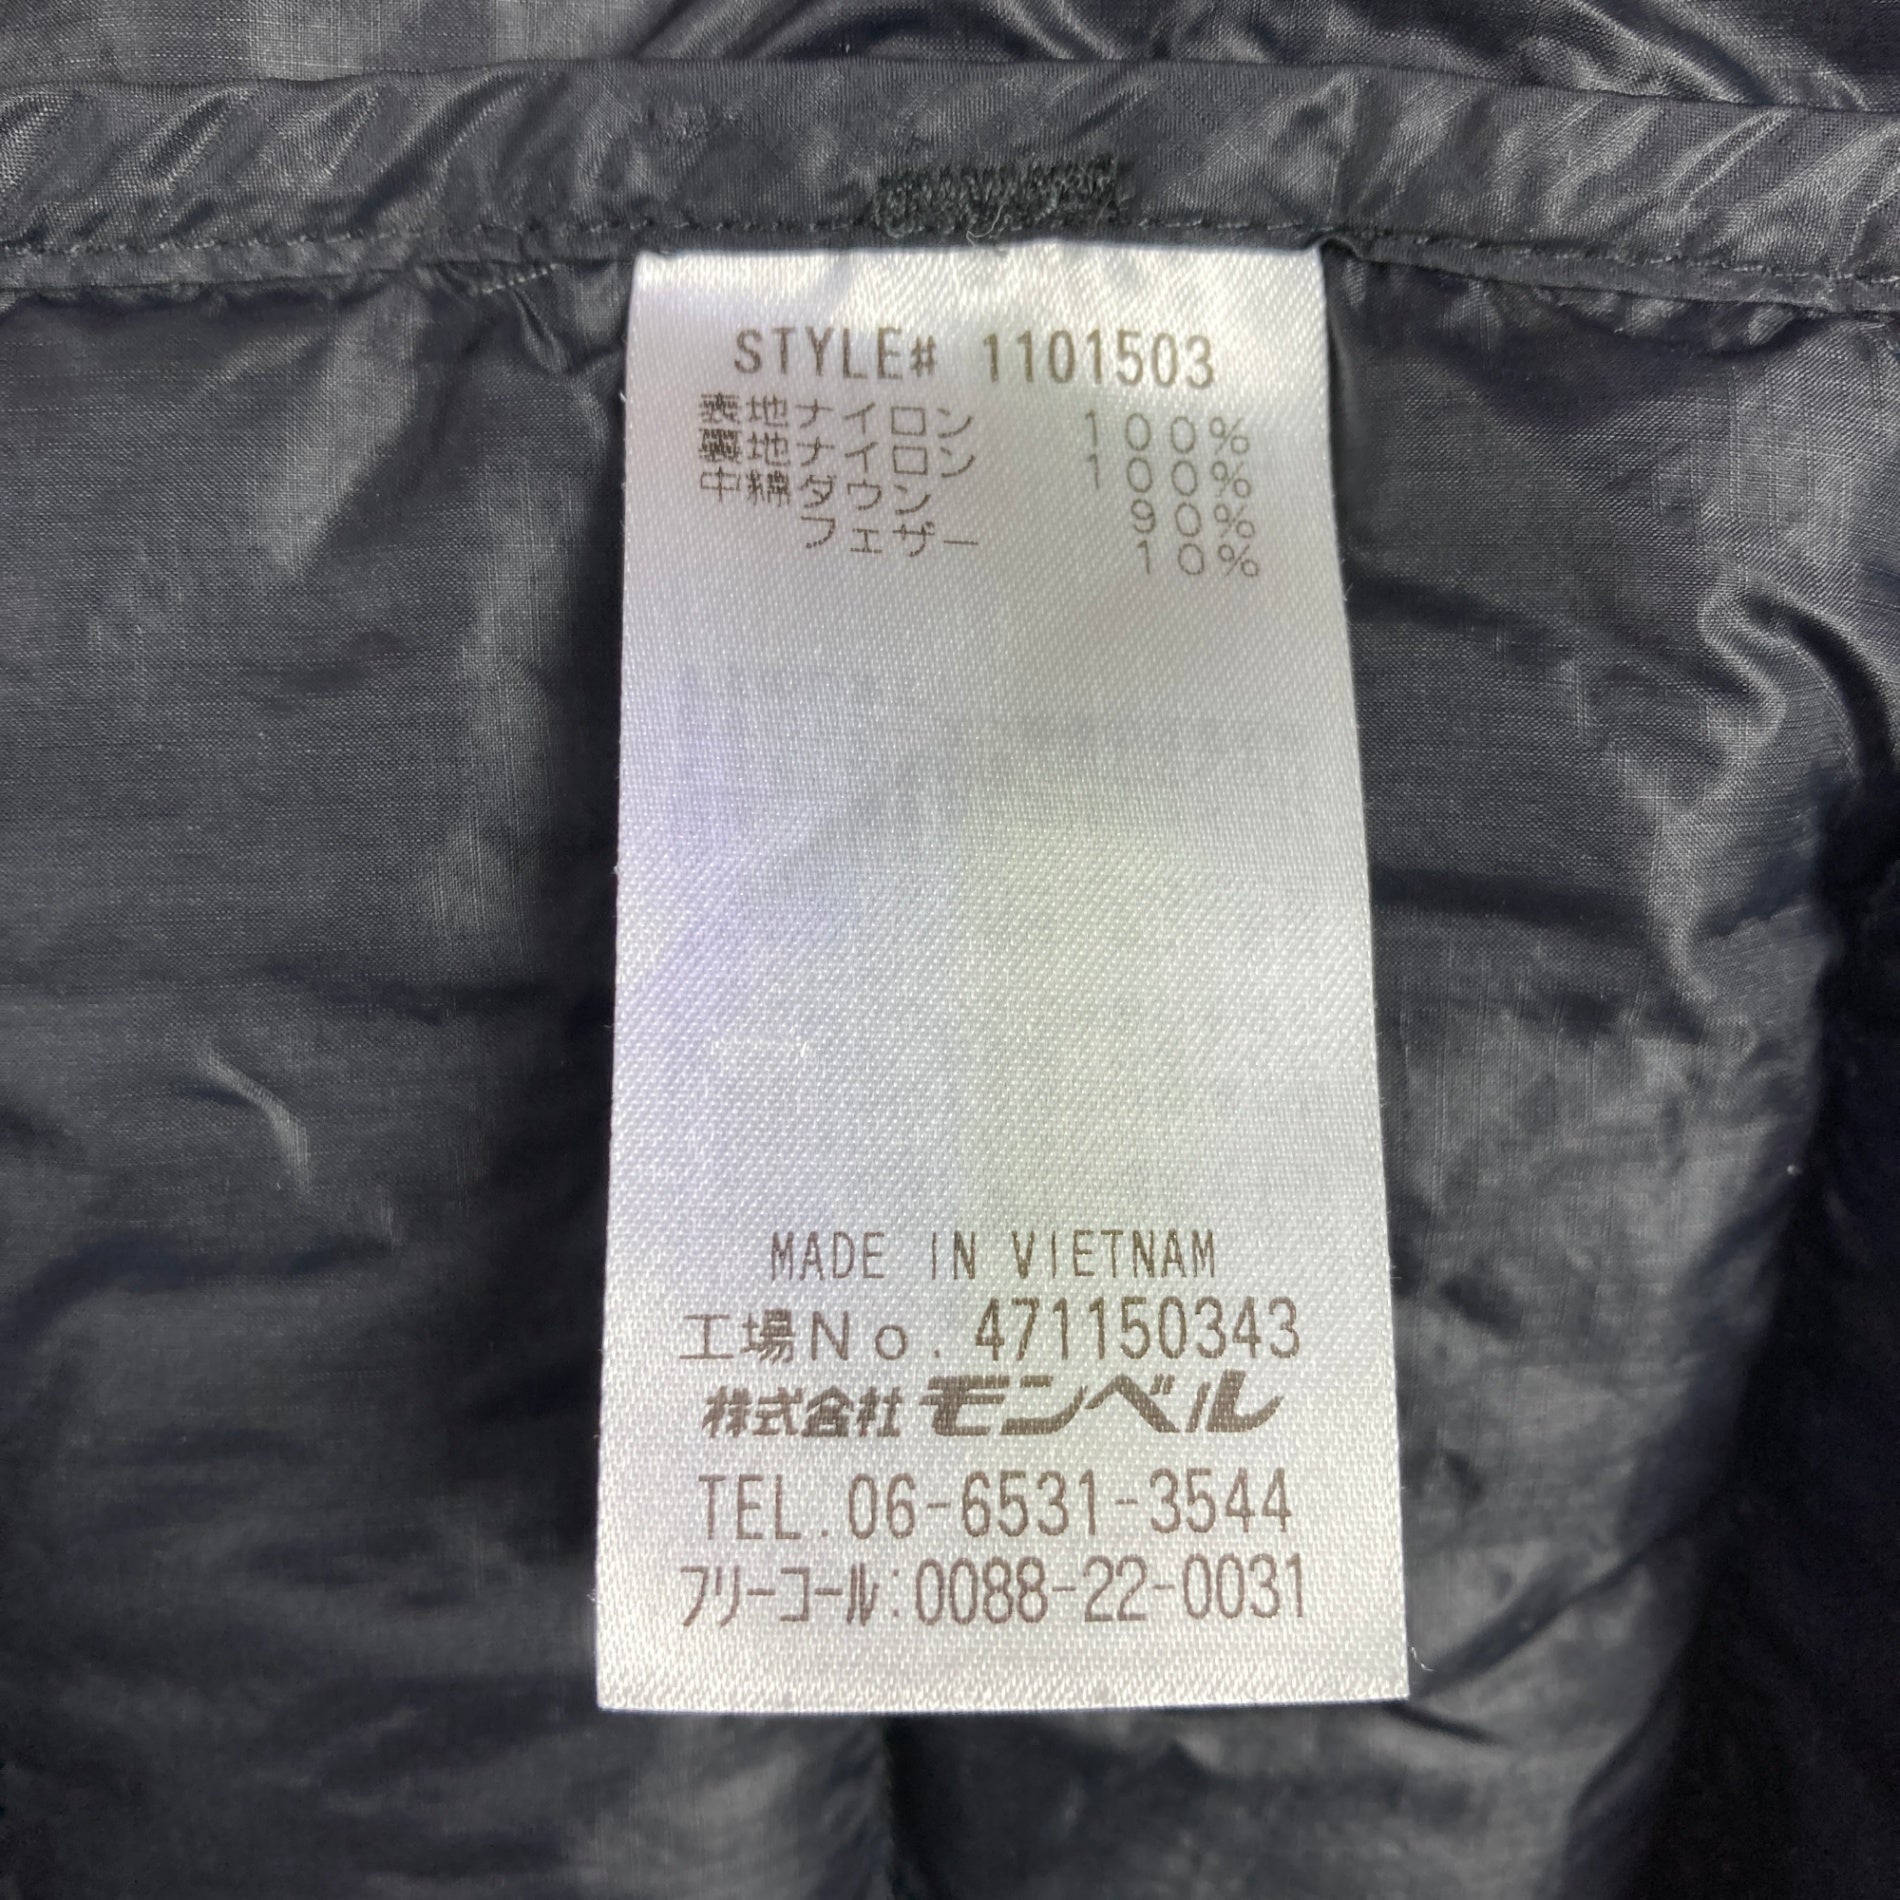 STYLE# 1101503
表地ナイロン 100%
裏地ナイロン 100%
中綿ダウン 90%
フェザー 10%
MADE IN VIETNAM
工場No. 471150343
株式会社モンベル
TEL.06-6531-3544
フリーコール:0088-22-0031